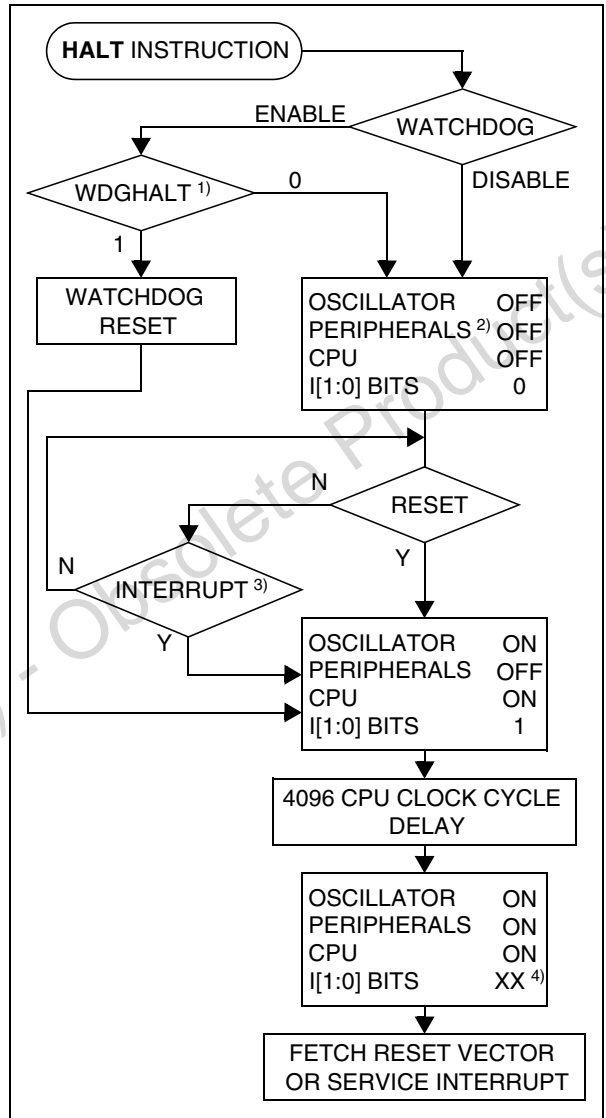 HALT INSTRUCTION
ENABLE
WATCHDOG
WDGHALT 1)
0
DISABLE
1
WATCHDOG
RESET
OSCILLATOR OFF
PERIPHERALS 2) OFF
CPU OFF
I[1:0] BITS 0
N
RESET
N
INTERRUPT 3)
Y
Y
OSCILLATOR ON
PERIPHERALS OFF
CPU ON
I[1:0] BITS 1
4096 CPU CLOCK CYCLE
DELAY
OSCILLATOR ON
PERIPHERALS ON
CPU ON
I[1:0] BITS XX 4)
FETCH RESET VECTOR
OR SERVICE INTERRUPT
- Obsolete Product(s)